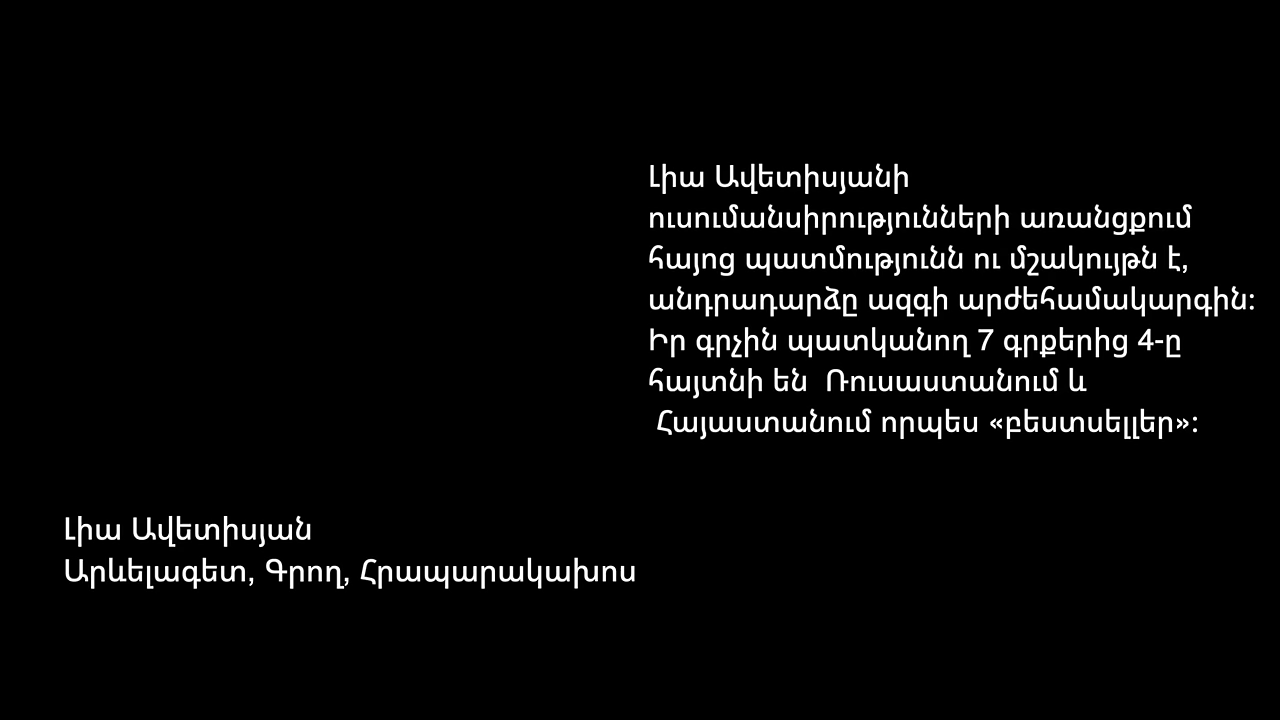 Լիա Ավետիսյանի
ուսումնասիրությունների առանցքում
հայոց պատմությունն ու մշակույթն է,
անդրադարձը ազգի արժեհամակարգին:
Իր գրչին պատկանող 7 գրքերից 4-ը
հայտնի են Ռուսաստանում և
Հայաստանում որպես «բեստսելլեր»:
Լիա Ավետիսյան
Արևելագետ, Գրող, Հրապարակախոս